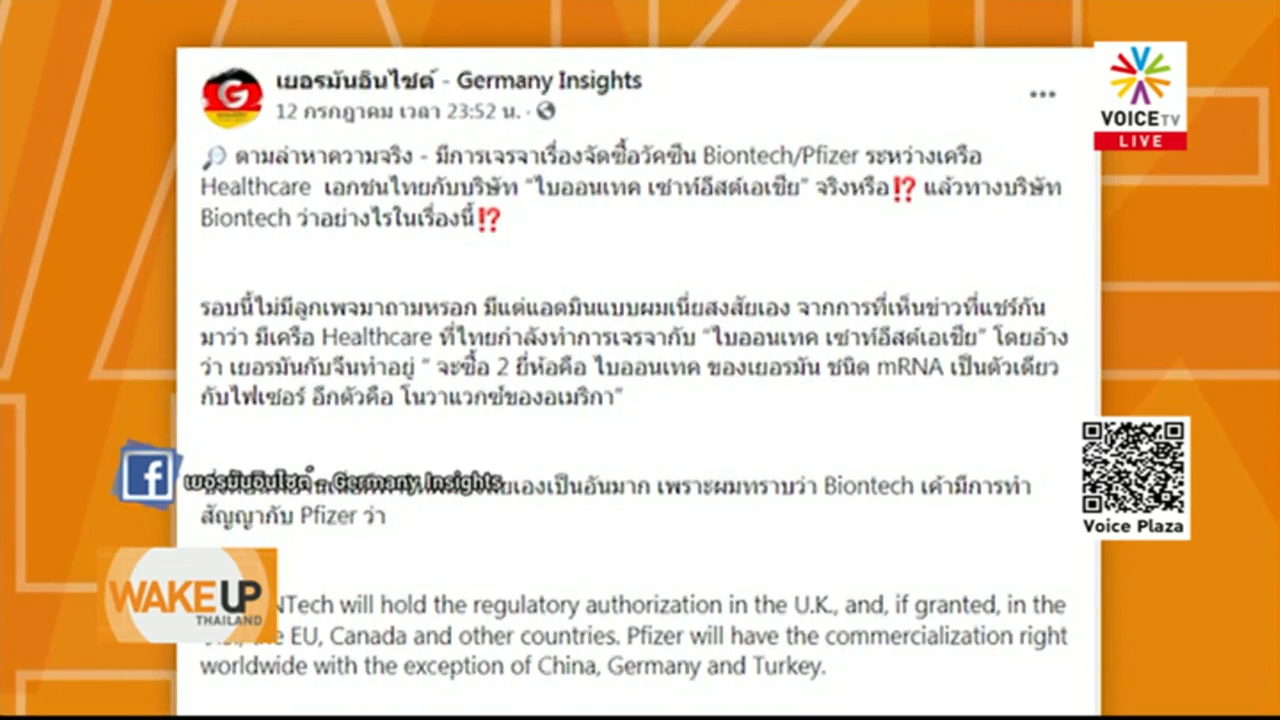 เยอรมันอินไซด์ - Germany Insights
12 กรกฎาคม เวลา 23:52 น. ·
VOICE TV
LIVE
🔎 ตามล่าหาความจริง - มีการเจรจาเรื่องจัดซื้อวัคซีน Biontech/Pfizer ระหว่างเครือ
Healthcare เอกชนไทยกับบริษัท “ไบออนเทค เซาท์อีสต์เอเชีย” จริงหรือ⁉️ แล้วทางบริษัท
Biontech ว่าอย่างไรในเรื่องนี้⁉️
รอบนี้ไม่มีลูกเพจมาถามหรอก มีแต่แอดมินแบบผมเนี่ยสงสัยเอง จากการที่เห็นข่าวที่แชร์กัน
มาว่า มีเครือ Healthcare ที่ไทยกำลังทำการเจรจากับ “ไบออนเทค เซาท์อีสต์เอเชีย” โดยอ้าง
ว่า เยอรมันกับจีนทำอยู่ “ จะซื้อ 2 ยี่ห้อคือ ไบออนเทค ของเยอรมัน ชนิด mRNA เป็นตัวเดียว
กับไฟเซอร์ อีกตัวคือ โนวาแวกซ์ของอเมริกา”
เยอรมันอินไซด์ - Germany Insights
เองเป็นอันมาก เพราะผมทราบว่า Biontech เค้ามีการทำ
สัญญากับ Pfizer ว่า
Voice Plaza
WAKE UP
THAILAND
NTech will hold the regulatory authorization in the U.K., and, if granted, in the
EU, Canada and other countries. Pfizer will have the commercialization right
worldwide with the exception of China, Germany and Turkey.